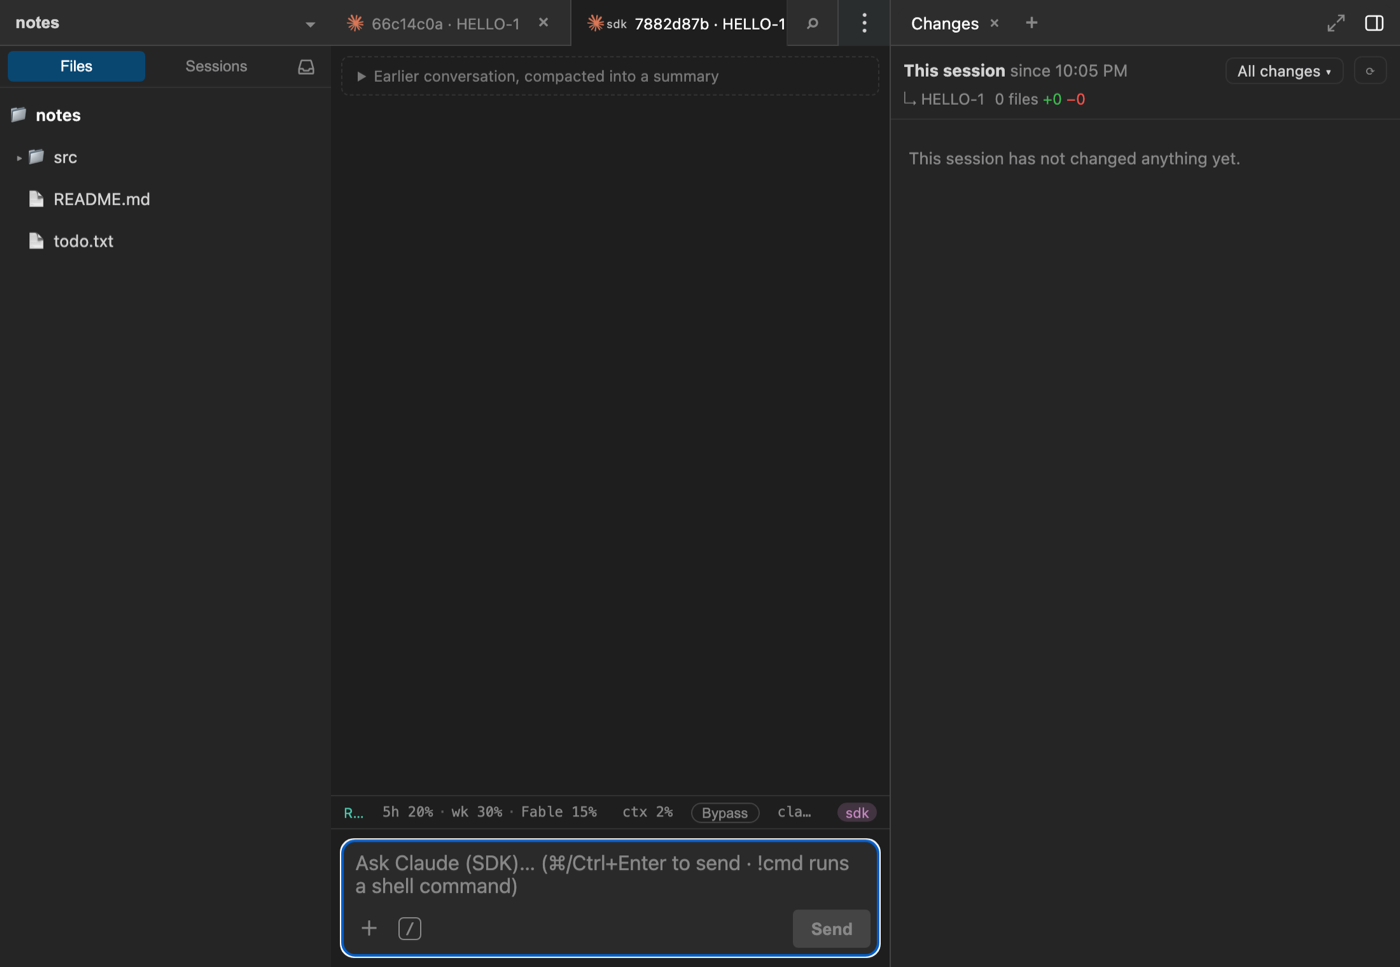 notes
Files
Sessions
notes
src
README.md
todo.txt
66c14c0a · HELLO-1
sdk 7882d87b · HELLO-1
Earlier conversation, compacted into a summary
R... 5h 20% · wk 30% · Fable 15% ctx 2% Bypass cla... sdk
Ask Claude (SDK)... (⌘/Ctrl+Enter to send · !cmd runs
a shell command)
+ / Send
Changes × +
This session since 10:05 PM
All changes
HELLO-1 0 files +0 −0
This session has not changed anything yet.